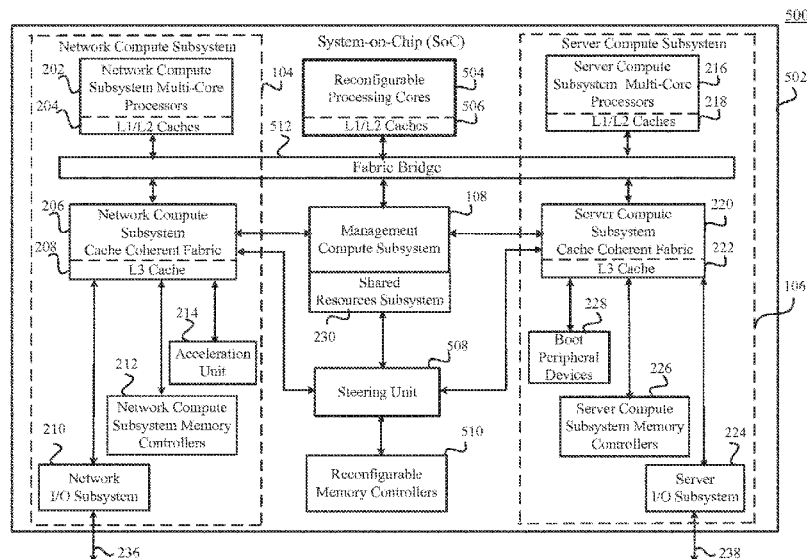 500
Network Compute Subsystem
System-on-Chip (SoC)
Server Compute Subsystem
202
Network Compute
Subsystem Multi-Core
Processors
204
L1/L2 Caches
104
Reconfigurable
Processing Cores
504
506
L1/L2 Caches
Server Compute
Subsystem Multi-Core
Processors
216
L1/L2 Caches
218
502
512
Fabric Bridge
206
Network Compute
Subsystem
Cache Coherent Fabric
208
L3 Cache
108
Management
Compute Subsystem
Shared
Resources Subsystem
230
Server Compute
Subsystem
Cache Coherent Fabric
220
222
L3 Cache
106
214
Acceleration
Unit
212
Network Compute
Subsystem Memory
Controllers
508
Steering Unit
228
Boot
Peripheral
Devices
226
Server Compute
Subsystem Memory
Controllers
210
Network
I/O Subsystem
510
Reconfigurable
Memory Controllers
224
Server
I/O Subsystem
236
238